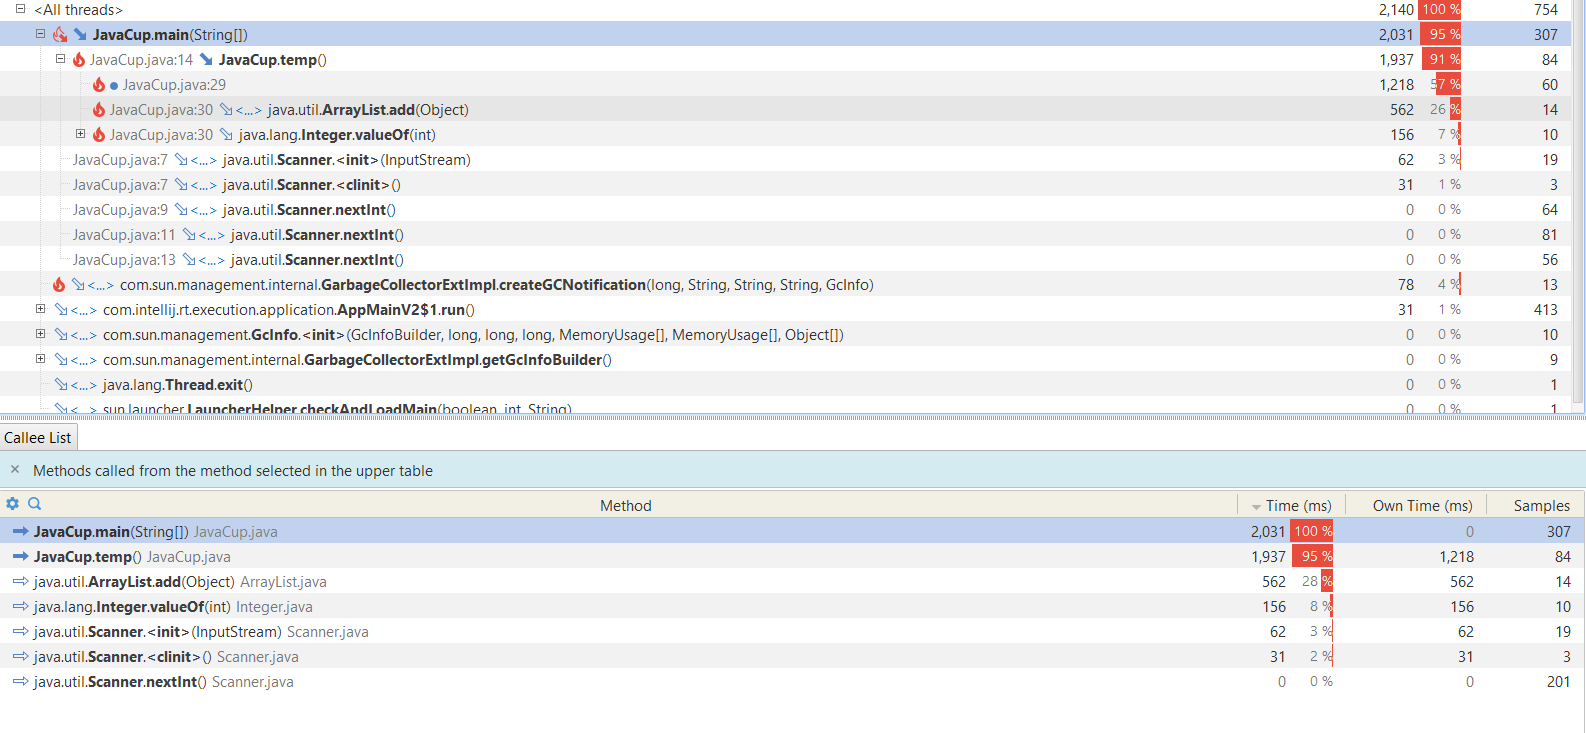 <All threads> 2,140 100 % 754
JavaCup.main(String[]) 2,031 95 % 307
JavaCup.java:14 JavaCup.temp() 1,937 91 % 84
JavaCup.java:29 1,218 57 % 60
JavaCup.java:30 <...> java.util.ArrayList.add(Object) 562 26 % 14
JavaCup.java:30 java.lang.Integer.valueOf(int) 156 7 % 10
JavaCup.java:7 <...> java.util.Scanner.<init>(InputStream) 62 3 % 19
JavaCup.java:7 <...> java.util.Scanner.<clinit>() 31 1 % 3
JavaCup.java:9 <...> java.util.Scanner.nextInt() 0 0 % 64
JavaCup.java:11 <...> java.util.Scanner.nextInt() 0 0 % 81
JavaCup.java:13 <...> java.util.Scanner.nextInt() 0 0 % 56
<...> com.sun.management.internal.GarbageCollectorExtImpl.createGCNotification(long, String, String, String, GcInfo) 78 4 % 13
<...> com.intellij.rt.execution.application.AppMainV2$1.run() 31 1 % 413
<...> com.sun.management.GcInfo.<init>(GcInfoBuilder, long, long, long, MemoryUsage[], MemoryUsage[], Object[]) 0 0 % 10
<...> com.sun.management.internal.GarbageCollectorExtImpl.getGcInfoBuilder() 0 0 % 9
<...> java.lang.Thread.exit() 0 0 % 1
<...> sun.launcher.LauncherHelper.checkAndLoadMain(boolean, int, String) 0 0 % 1
Callee List
Methods called from the method selected in the upper table
Method Time (ms) Own Time (ms) Samples
JavaCup.main(String[]) JavaCup.java 2,031 100 % 0 307
JavaCup.temp() JavaCup.java 1,937 95 % 1,218 84
java.util.ArrayList.add(Object) ArrayList.java 562 28 % 562 14
java.lang.Integer.valueOf(int) Integer.java 156 8 % 156 10
java.util.Scanner.<init>(InputStream) Scanner.java 62 3 % 62 19
java.util.Scanner.<clinit>() Scanner.java 31 2 % 31 3
java.util.Scanner.nextInt() Scanner.java 0 0 % 0 201